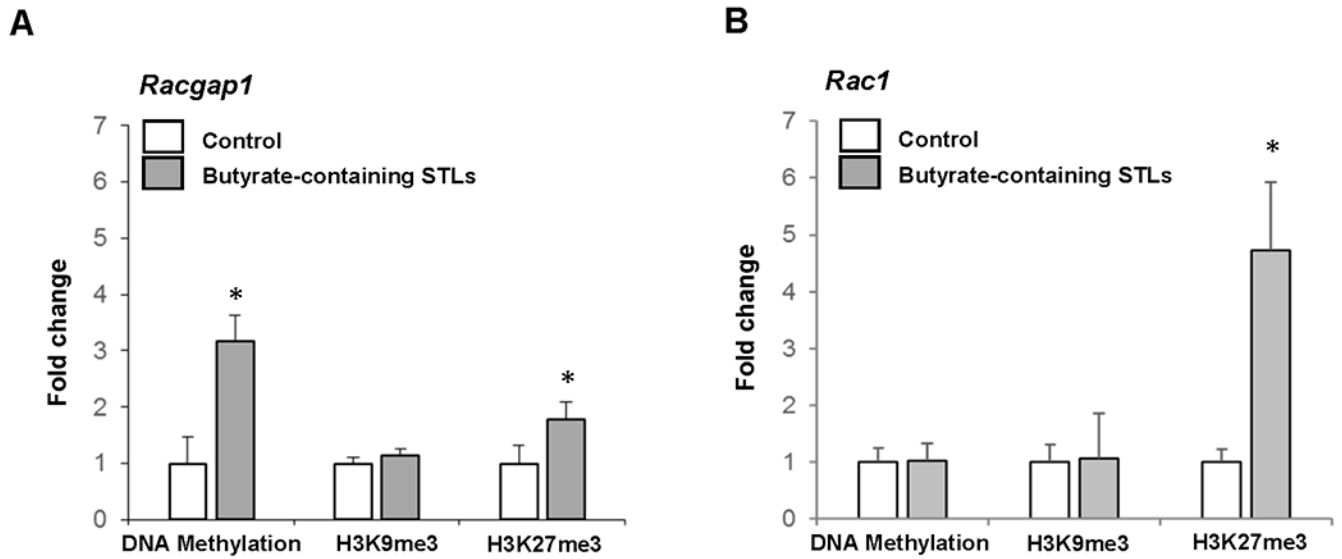 A
Racgap1
Control
Butyrate-containing STLs
Fold change
7
6
5
4
3
2
1
0
*
*
DNA Methylation H3K9me3 H3K27me3
B
Rac1
Control
Butyrate-containing STLs
Fold change
7
6
5
4
3
2
1
0
*
DNA Methylation H3K9me3 H3K27me3